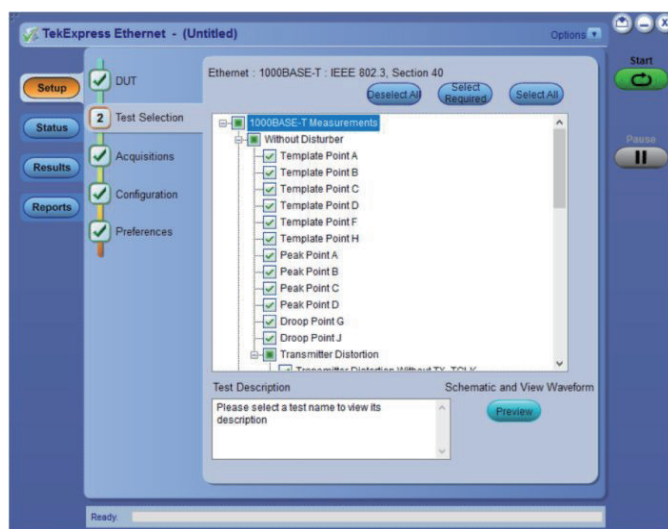 TekExpress Ethernet - (Untitled)
Options
Start
Pause
Setup
Status
Results
Reports
DUT
2 Test Selection
Acquisitions
Configuration
Preferences
Ethernet : 1000BASE-T : IEEE 802.3, Section 40
Deselect All
Select Required
Select All
1000BASE-T Measurements
Without Disturber
Template Point A
Template Point B
Template Point C
Template Point D
Template Point F
Template Point H
Peak Point A
Peak Point B
Peak Point C
Peak Point D
Droop Point G
Droop Point J
Transmitter Distortion
Transmitter Distortion Without TX_TCLK
Test Description
Please select a test name to view its
description
Schematic and View Waveform
Preview
Ready.